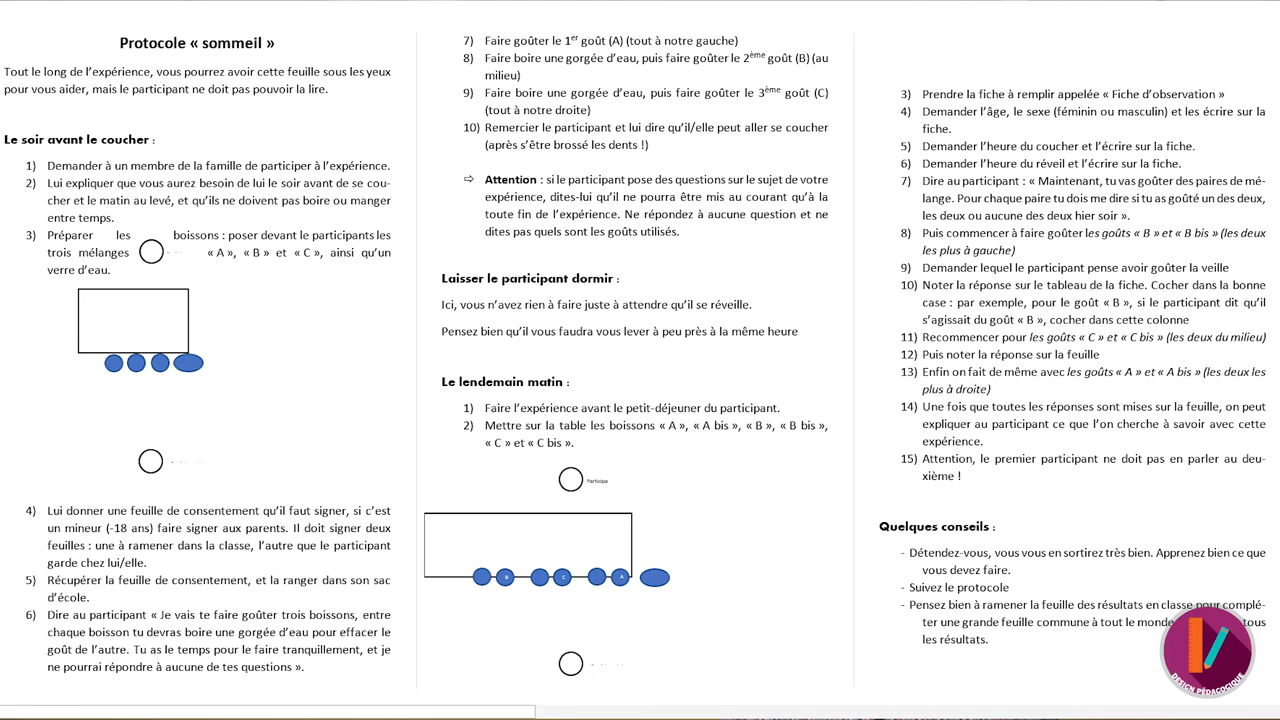 Protocole « sommeil »
Tout le long de l’expérience, vous pourrez avoir cette feuille sous les yeux
pour vous aider, mais le participant ne doit pas pouvoir la lire.
Le soir avant le coucher :
1) Demander à un membre de la famille de participer à l’expérience.
2) Lui expliquer que vous aurez besoin de lui le soir avant de se cou-
cher et le matin au levé, et qu’ils ne doivent pas boire ou manger
entre temps.
3) Préparer les boissons : poser devant le participants les
trois mélanges « A », « B » et « C », ainsi qu’un
verre d’eau.
4) Lui donner une feuille de consentement qu’il faut signer, si c’est
un mineur (-18 ans) faire signer aux parents. Il doit signer deux
feuilles : une à ramener dans la classe, l’autre que le participant
garde chez lui/elle.
5) Récupérer la feuille de consentement, et la ranger dans son sac
d’école.
6) Dire au participant « Je vais te faire goûter trois boissons, entre
chaque boisson tu devras boire une gorgée d’eau pour effacer le
goût de l’autre. Tu as le temps pour le faire tranquillement, et je
ne pourrai répondre à aucune de tes questions ».
7) Faire goûter le 1er goût (A) (tout à notre gauche)
8) Faire boire une gorgée d’eau, puis faire goûter le 2ème goût (B) (au
milieu)
9) Faire boire une gorgée d’eau, puis faire goûter le 3ème goût (C)
(tout à notre droite)
10) Remercier le participant et lui dire qu’il/elle peut aller se coucher
(après s’être brossé les dents !)
⇨ Attention : si le participant pose des questions sur le sujet de votre
expérience, dites-lui qu’il ne pourra être mis au courant qu’à la
toute fin de l’expérience. Ne répondez à aucune question et ne
dites pas quels sont les goûts utilisés.
Laisser le participant dormir :
Ici, vous n’avez rien à faire juste à attendre qu’il se réveille.
Pensez bien qu’il vous faudra vous lever à peu près à la même heure
Le lendemain matin :
1) Faire l’expérience avant le petit-déjeuner du participant.
2) Mettre sur la table les boissons « A », « A bis », « B », « B bis »,
« C » et « C bis ».
Participa
B C A
3) Prendre la fiche à remplir appelée « Fiche d’observation »
4) Demander l’âge, le sexe (féminin ou masculin) et les écrire sur la
fiche.
5) Demander l’heure du coucher et l’écrire sur la fiche.
6) Demander l’heure du réveil et l’écrire sur la fiche.
7) Dire au participant : « Maintenant, tu vas goûter des paires de mé-
lange. Pour chaque paire tu dois me dire si tu as goûté un des deux,
les deux ou aucune des deux hier soir ».
8) Puis commencer à faire goûter les goûts « B » et « B bis » (les deux
les plus à gauche)
9) Demander lequel le participant pense avoir goûter la veille
10) Noter la réponse sur le tableau de la fiche. Cocher dans la bonne
case : par exemple, pour le goût « B », si le participant dit qu’il
s’agissait du goût « B », cocher dans cette colonne
11) Recommencer pour les goûts « C » et « C bis » (les deux du milieu)
12) Puis noter la réponse sur la feuille
13) Enfin on fait de même avec les goûts « A » et « A bis » (les deux les
plus à droite)
14) Une fois que toutes les réponses sont mises sur la feuille, on peut
expliquer au participant ce que l’on cherche à savoir avec cette
expérience.
15) Attention, le premier participant ne doit pas en parler au deu-
xième !
Quelques conseils :
- Détendez-vous, vous vous en sortirez très bien. Apprenez bien ce que
vous devez faire.
- Suivez le protocole
- Pensez bien à ramener la feuille des résultats en classe pour complé-
ter une grande feuille commune à tout le monde tous
les résultats.
DESIGN PÉDAGOGIQUE